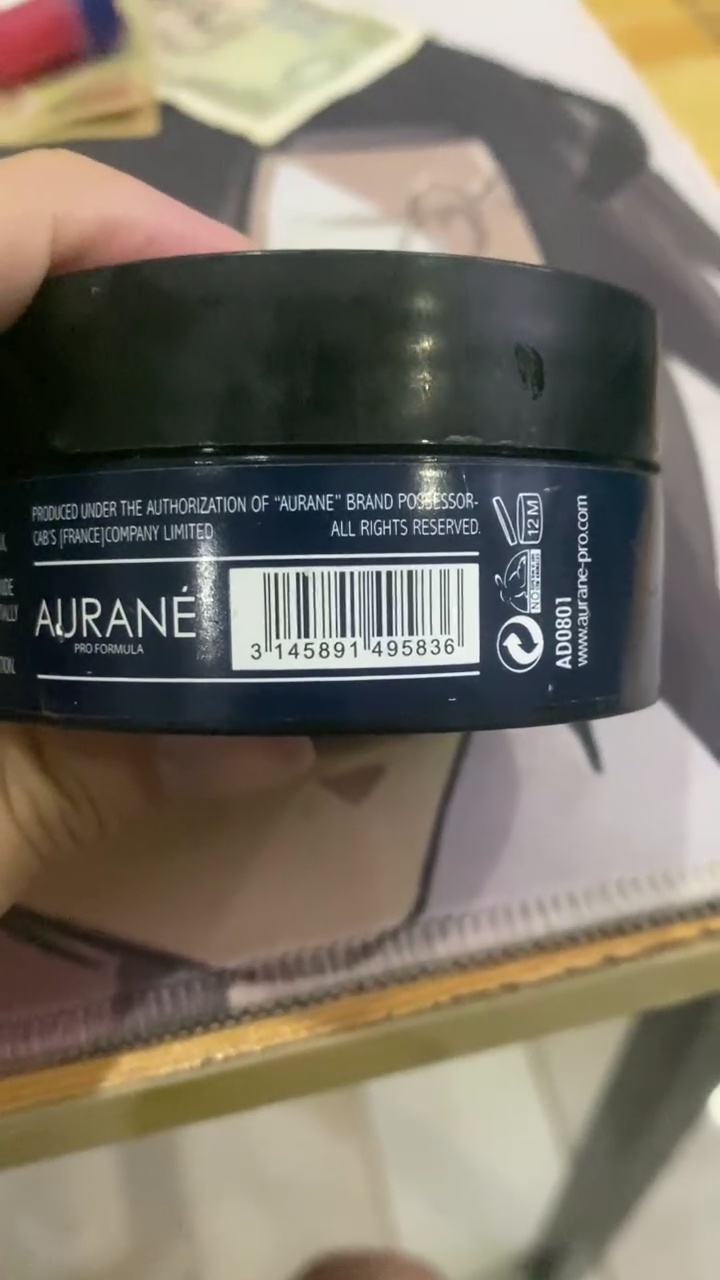 PRODUCED UNDER THE AUTHORIZATION OF "AURANE" BRAND POSSESSOR-
CAB'S [FRANCE]COMPANY LIMITED ALL RIGHTS RESERVED.
AURANÉ
PRO FORMULA
3 145891 495836
12M
AD0801
www.aurane-pro.com